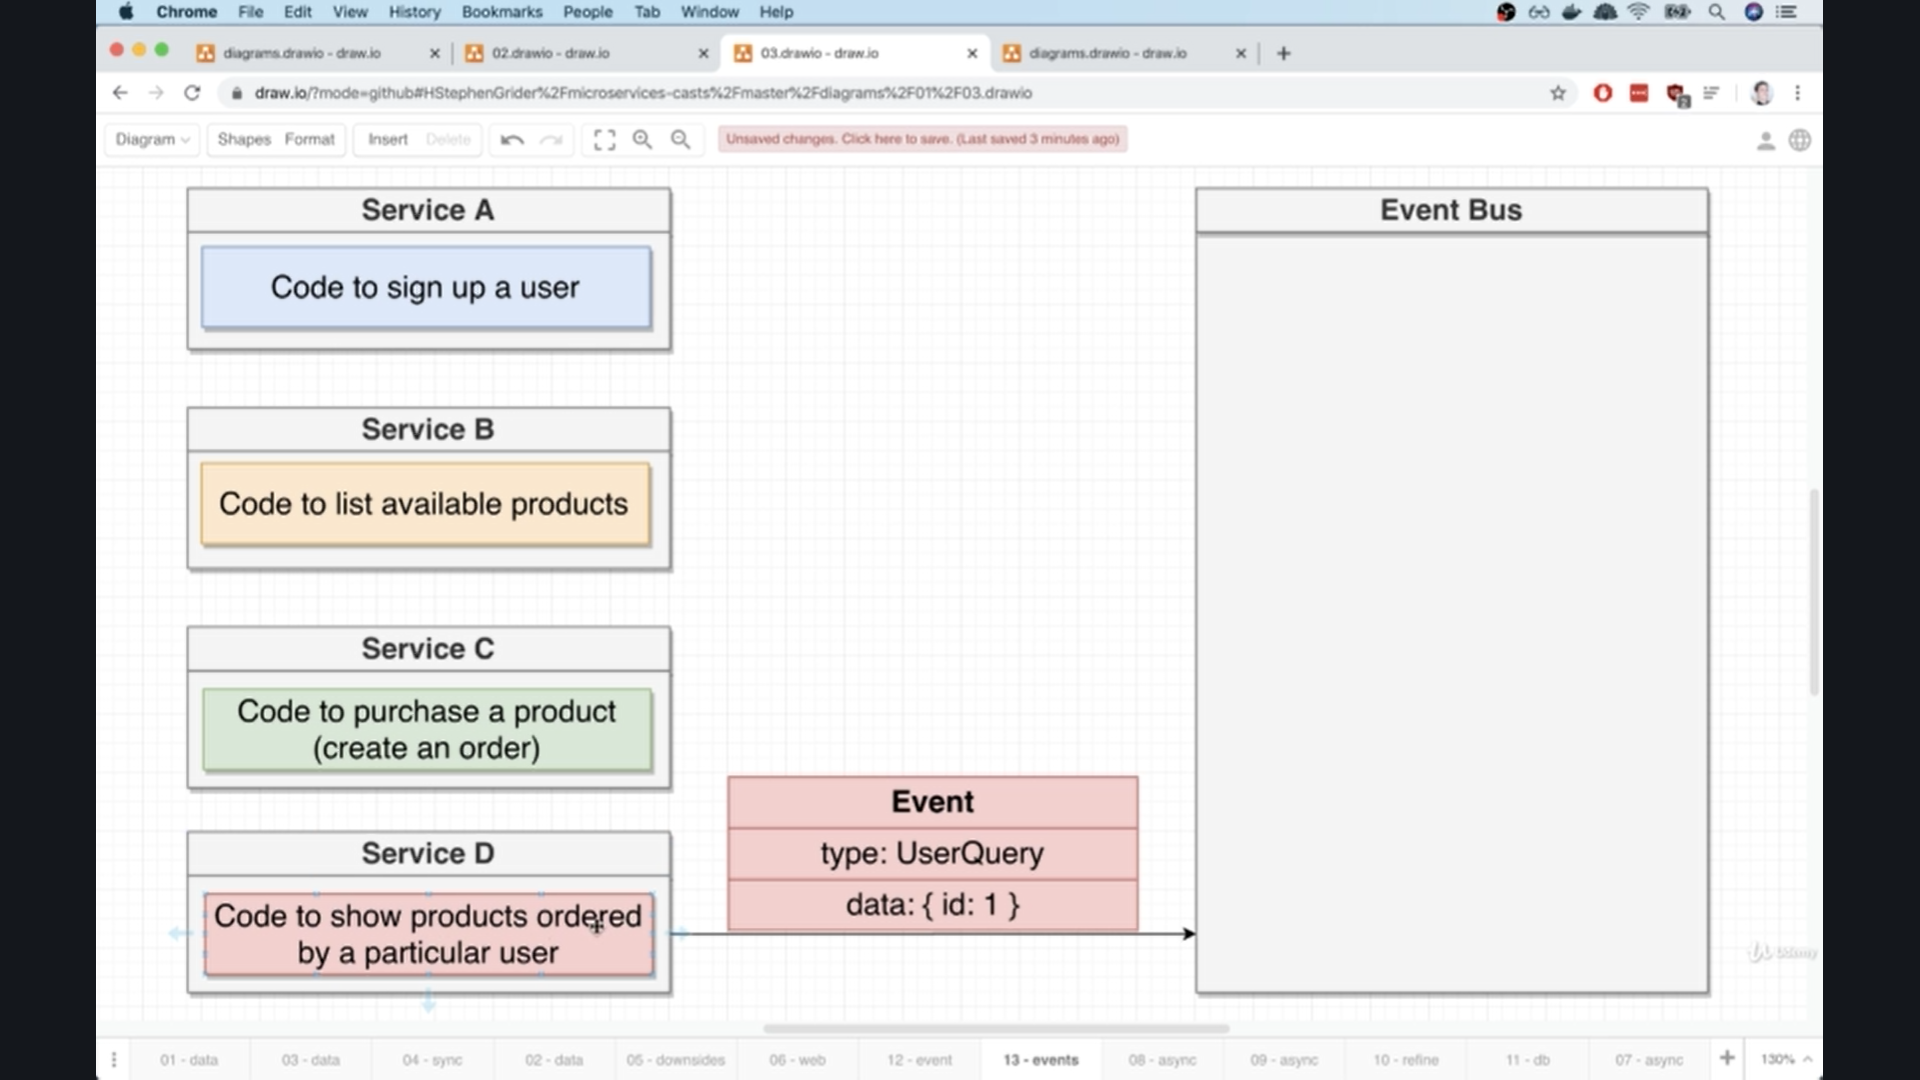 Chrome File Edit View History Bookmarks People Tab Window Help
diagrams.drawio - draw.io
02.drawio - draw.io
03.drawio - draw.io
diagrams.drawio - draw.io
draw.io/?mode=github#HStephenGrider%2Fmicroservices-casts%2Fmaster%2Fdiagrams%2F01%2F03.drawio
2
Diagram Shapes Format Insert Delete
Unsaved changes. Click here to save. (Last saved 3 minutes ago)
Service A
Code to sign up a user
Service B
Code to list available products
Service C
Code to purchase a product
(create an order)
Service D
Code to show products ordered
by a particular user
Event
type: UserQuery
data: { id: 1 }
Event Bus
Udemy
01 - data 03 - data 04 - sync 02 - data 05 - downsides 06 - web 12 - event 13 - events 08 - async 09 - async 10 - refine 11 - db 07 - async 130%